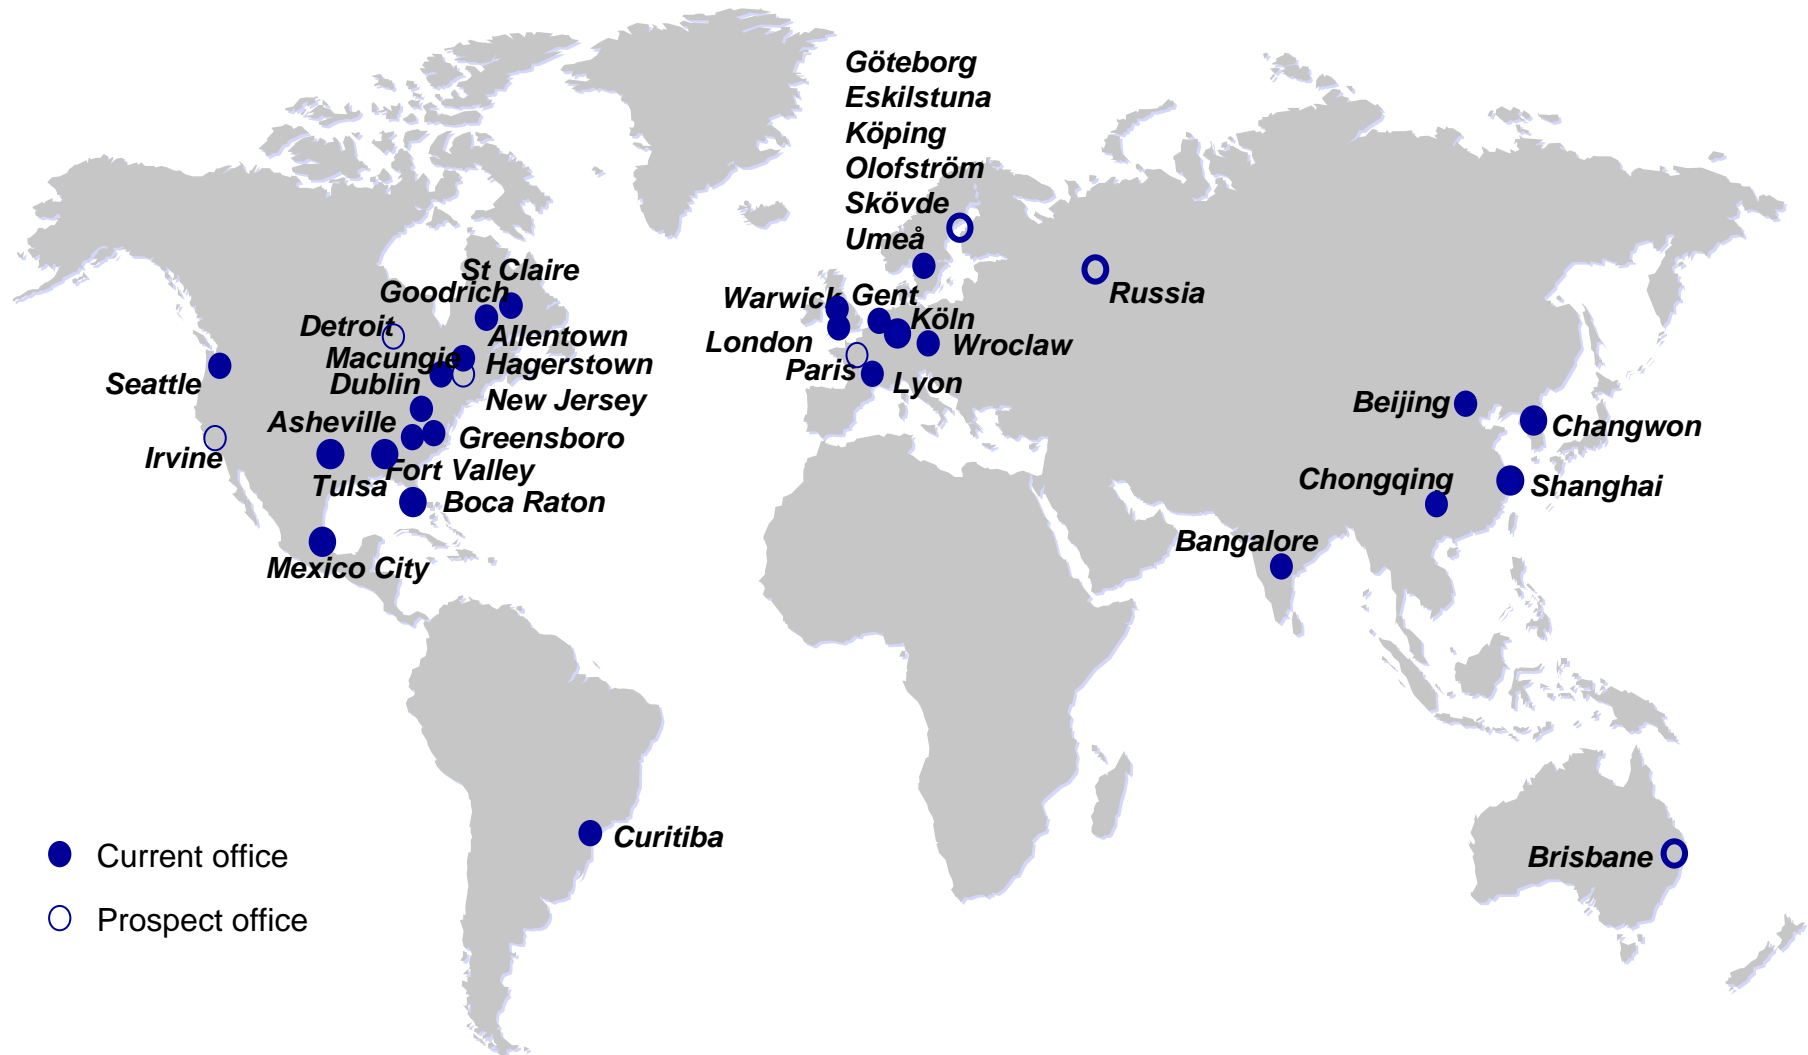 Göteborg
Eskilstuna
Köping
Olofström
Skövde
Umeå
St Claire
Goodrich
Detroit
Allentown
Macungie
Hagerstown
Dublin
New Jersey
Seattle
Asheville
Greensboro
Irvine
Fort Valley
Tulsa
Boca Raton
Mexico City
Warwick
Gent
Köln
London
Wroclaw
Paris
Lyon
Russia
Beijing
Changwon
Chongqing
Shanghai
Bangalore
Curitiba
Brisbane
Current office
Prospect office